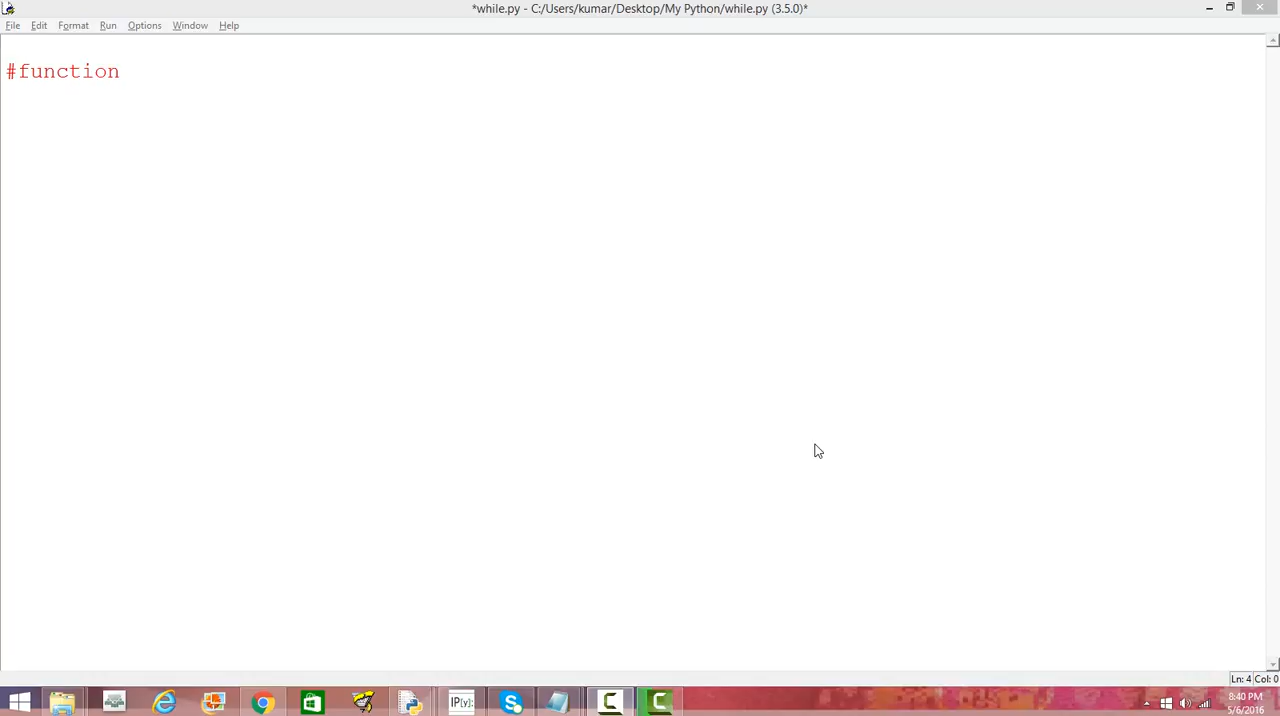 *while.py - C:/Users/kumar/Desktop/My Python/while.py (3.5.0)*
File Edit Format Run Options Window Help
#function
Ln: 4 Col: 0
IP[y]:
8:40 PM
5/6/2016